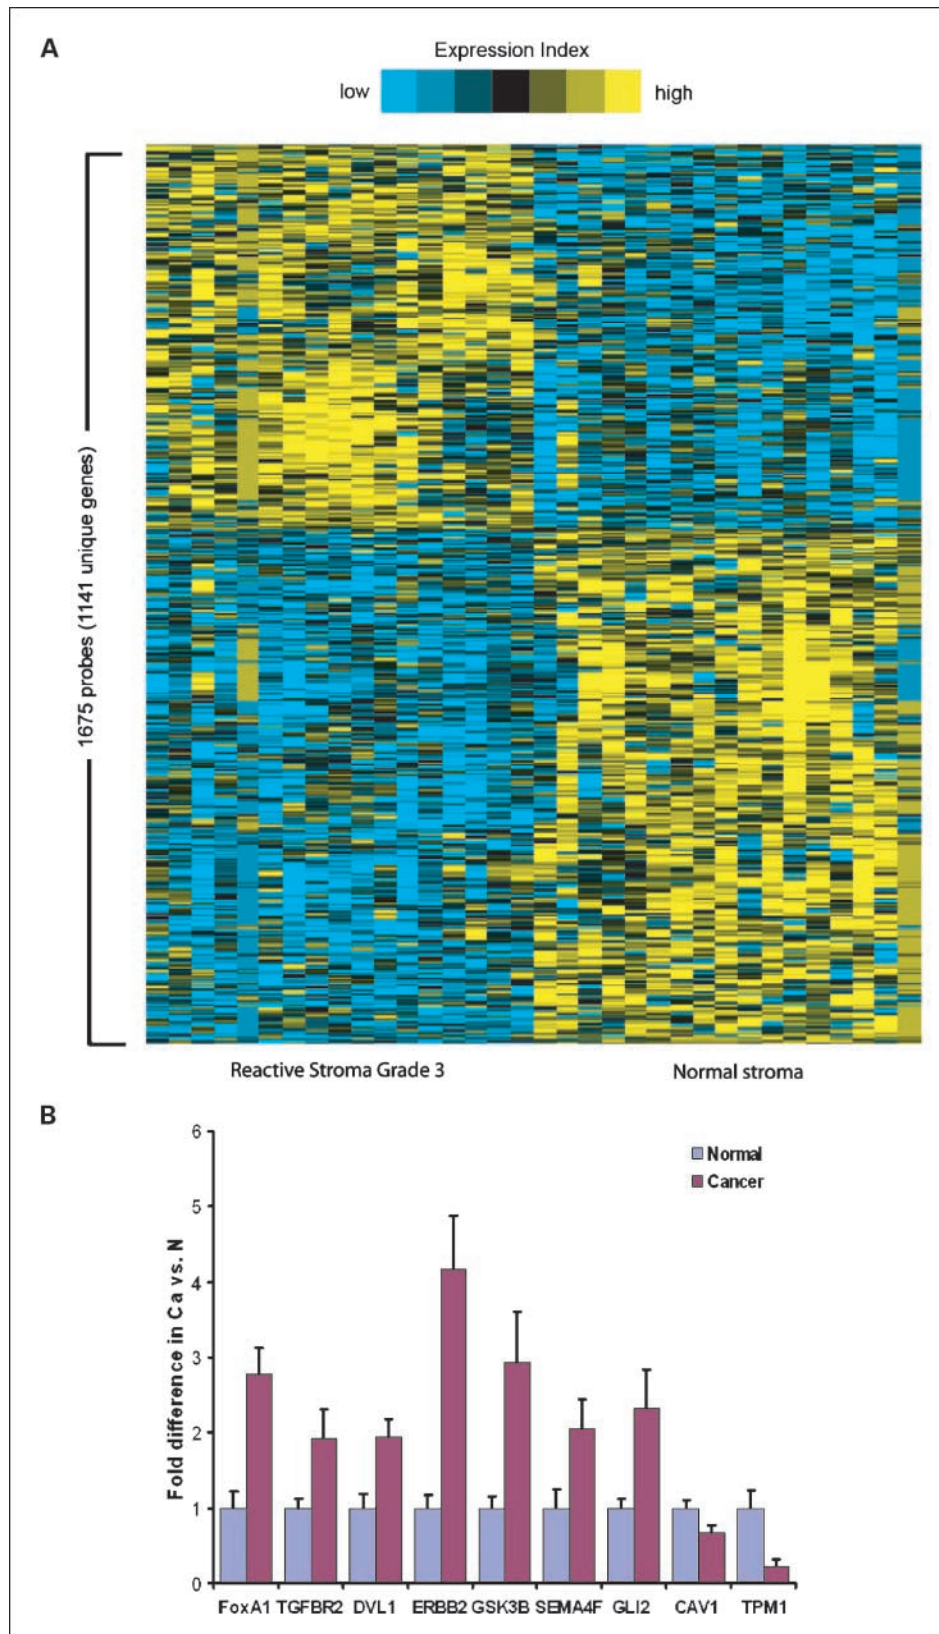 A
Expression Index
low
high
1675 probes (1141 unique genes)
Reactive Stroma Grade 3
Normal stroma
B
Fold difference in Ca vs. N
6
5
4
3
2
1
0
Normal
Cancer
FoxA1 TGFBR2 DVL1 ERBB2 GSK3B SEMA4F GLI2 CAV1 TPM1